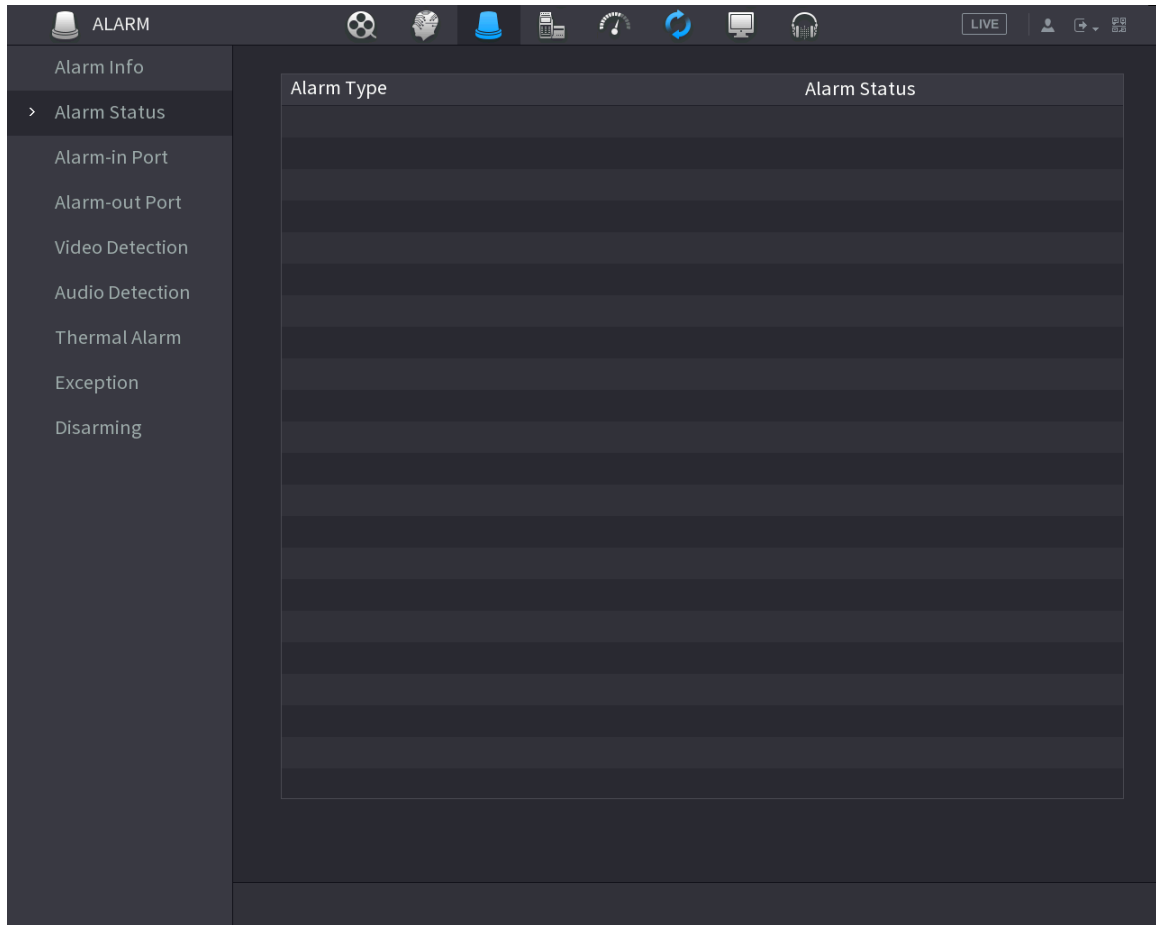 ALARM
LIVE
Alarm Info
Alarm Status
Alarm-in Port
Alarm-out Port
Video Detection
Audio Detection
Thermal Alarm
Exception
Disarming
Alarm Type Alarm Status